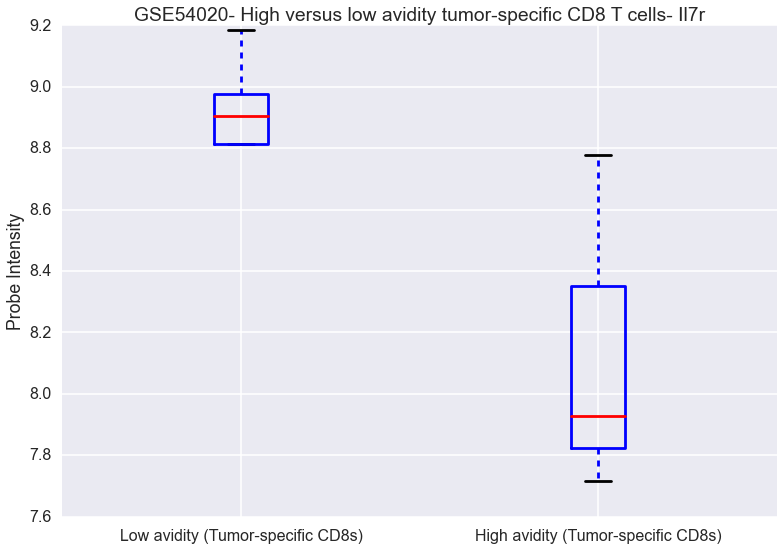 GSE54020- High versus low avidity tumor-specific CD8 T cells- Il7r
9.2
9.0
8.8
8.6
8.4
8.2
8.0
7.8
7.6
Probe Intensity
Low avidity (Tumor-specific CD8s)
High avidity (Tumor-specific CD8s)